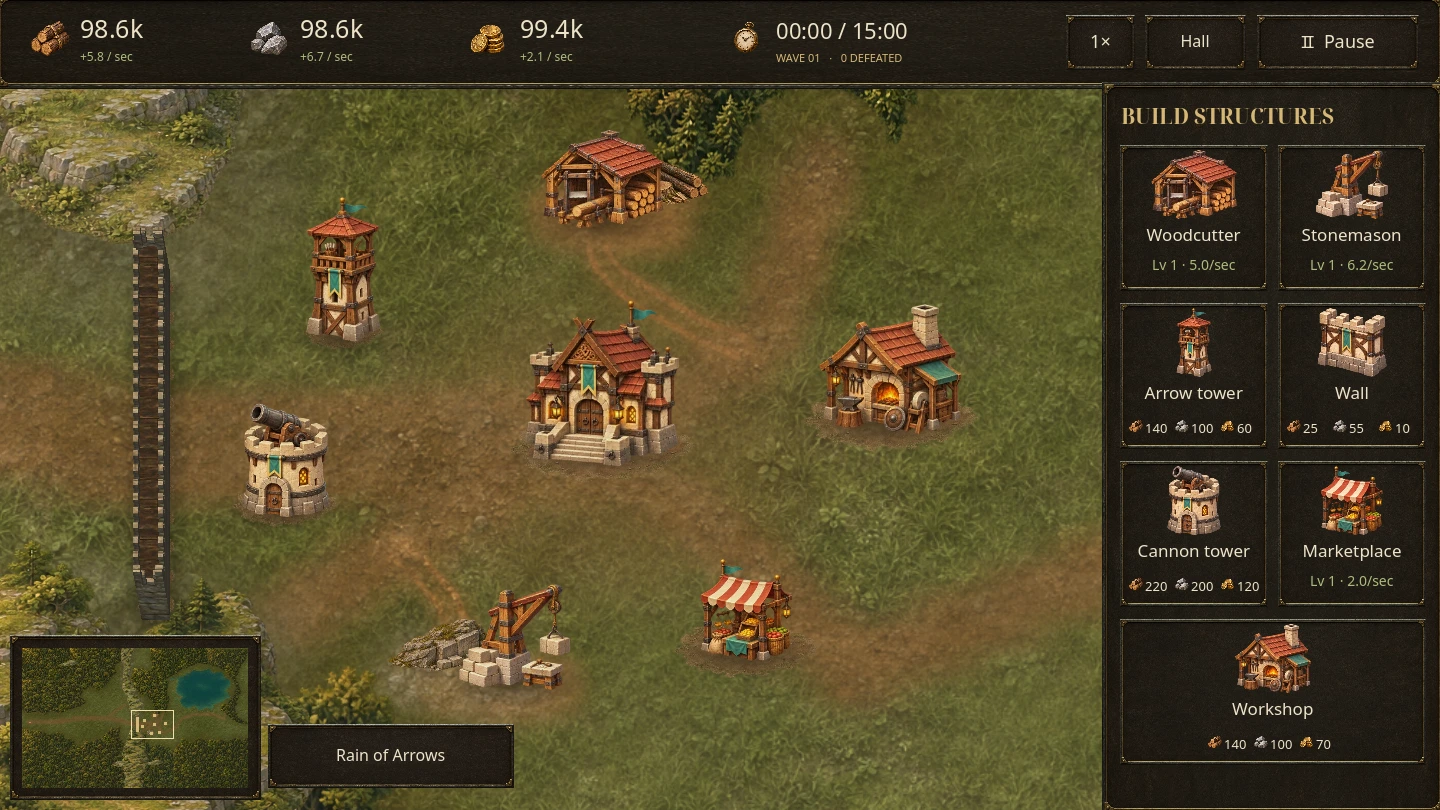 98.6k
+5.8 / sec
98.6k
+6.7 / sec
99.4k
+2.1 / sec
00:00 / 15:00
WAVE 01 · 0 DEFEATED
1×
Hall
Pause
BUILD STRUCTURES
Woodcutter
Lv 1 · 5.0/sec
Stonemason
Lv 1 · 6.2/sec
Arrow tower
140 100 60
Wall
25 55 10
Cannon tower
220 200 120
Marketplace
Lv 1 · 2.0/sec
Workshop
140 100 70
Rain of Arrows